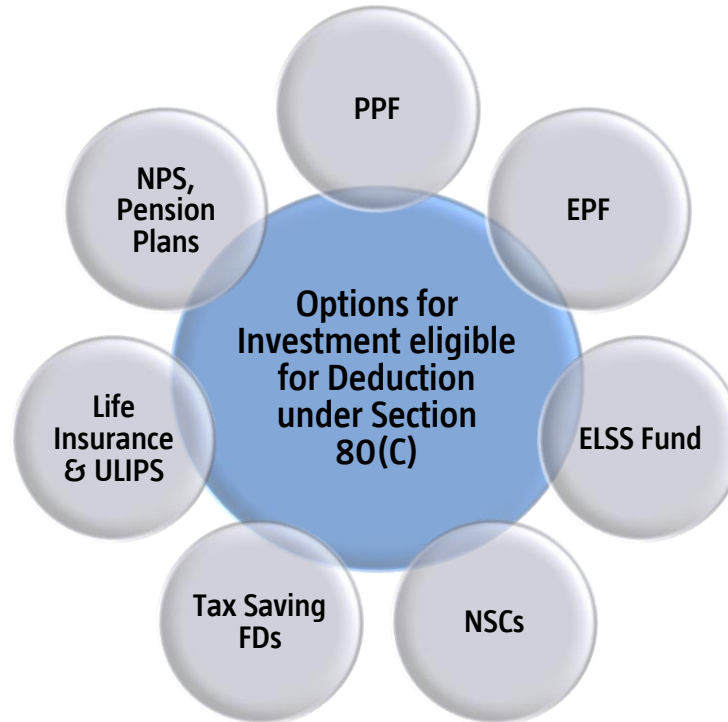 Options for
Investment eligible
for Deduction
under Section
80(C)
PPF
EPF
ELSS Fund
NSCs
Tax Saving
FDs
Life
Insurance
& ULIPS
NPS,
Pension
Plans